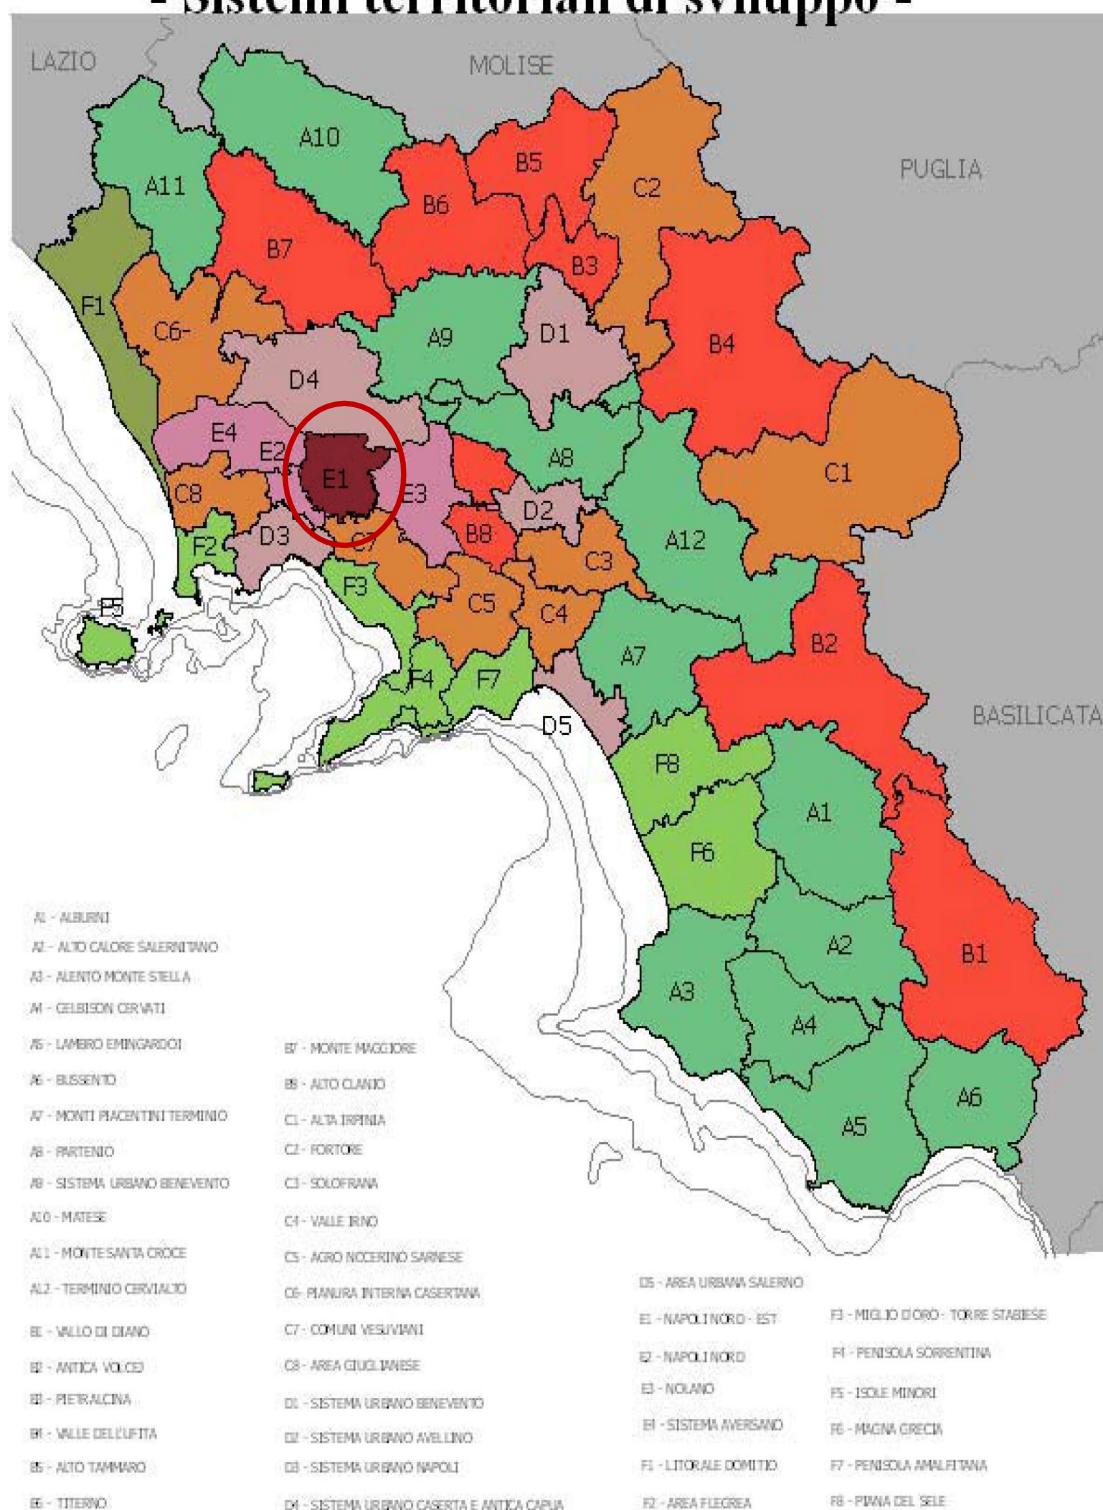 - Sistemi territoriali di sviluppo -
LAZIO
MOLISE
PUGLIA
BASILICATA
A10
A11
B5
C2
B6
B7
B3
F1
C6-
A9
D1
B4
D4
E4
E2
E1
E3
A8
C1
C8
D2
A12
F2
D3
C7
B8
C3
F3
F5
C5
C4
B2
A7
F4
F7
D5
F8
A1
F6
A2
B1
A3
A4
A6
A5
A1 - ALBURNI
A2 - ALTO CALORE SALERNITANO
A3 - ALENTO MONTE STELLA
A4 - GELBISON CERVATI
A5 - LAMBRO EMINGARDOI
A6 - BUSSENTO
A7 - MONTI PIACENTINI TERMINIO
A8 - PARTENIO
A9 - SISTEMA URBANO BENEVENTO
A10 - MATESE
A11 - MONTE SANTA CROCE
A12 - TERMINIO CERVIALTO
B1 - VALLO DI DIANO
B2 - ANTICA VOLCEJ
B3 - PIETRALCINA
B4 - VALLE DELL'UFITA
B5 - ALTO TAMMARO
B6 - TITERNO
B7 - MONTE MAGGIORE
B8 - ALTO CLANIO
C1 - ALTA IRPINIA
C2 - FORTORE
C3 - SOLOFRANA
C4 - VALLE IRNO
C5 - AGRO NOCERINO SARNESE
C6- PIANURA INTERNA CASERTANA
C7 - COMUNI VESUVIANI
C8 - AREA GIUGLIANESE
D1 - SISTEMA URBANO BENEVENTO
D2 - SISTEMA URBANO AVELLINO
D3 - SISTEMA URBANO NAPOLI
D4 - SISTEMA URBANO CASERTA E ANTICA CAPUA
D5 - AREA URBANA SALERNO
E1 - NAPOLI NORD - EST
E2 - NAPOLI NORD
E3 - NOLANO
E4 - SISTEMA AVERSANO
F1 - LITORALE DOMITIO
F2 - AREA FLEGREA
F3 - MIGLIO D'ORO - TORRE STABIESE
F4 - PENISOLA SORRENTINA
F5 - ISOLE MINORI
F6 - MAGNA GRECIA
F7 - PENISOLA AMALFITANA
F8 - PIANA DEL SELE